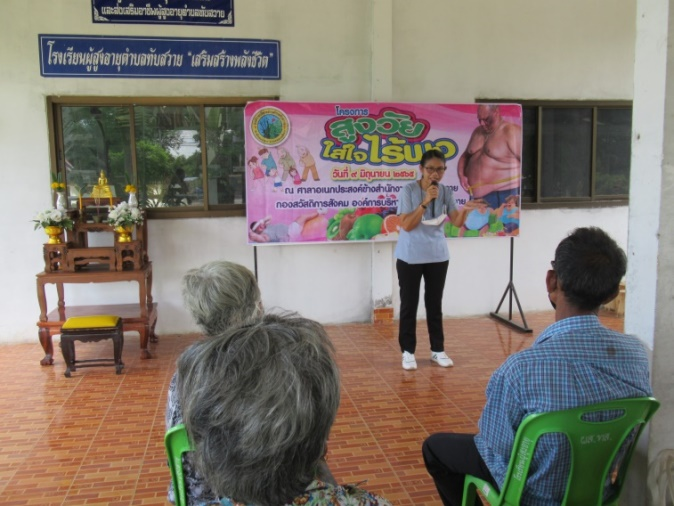 และส่งเสริมอาชีพผู้สูงอายุตำบลทับสวาย
โรงเรียนผู้สูงอายุตำบลทับสวาย "เสริมสร้างพลังชีวิต"
โครงการ
สูงวัย
ใส่ใจ ไร้พุง
วันที่ ๙ มิถุนายน ๒๕๖๕
ณ ศาลาอเนกประสงค์ข้างสำนักงาน
กองสวัสดิการสังคม องค์การบริหาร